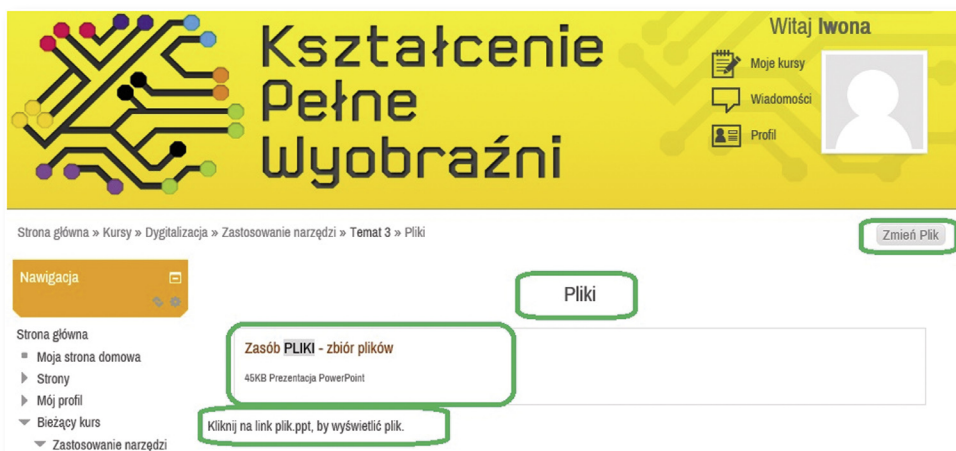 Kształcenie
Pełne
Wyobraźni
Witaj Iwona
Moje kursy
Wiadomości
Profil
Strona główna » Kursy » Dygitalizacja » Zastosowanie narzędzi » Temat 3 » Pliki
Zmień Plik
Nawigacja
Strona główna
Moja strona domowa
Strony
Mój profil
Bieżący kurs
Zastosowanie narzędzi
Pliki
Zasób PLIKI - zbiór plików
45KB Prezentacja PowerPoint
Kliknij na link plik.ppt, by wyświetlić plik.